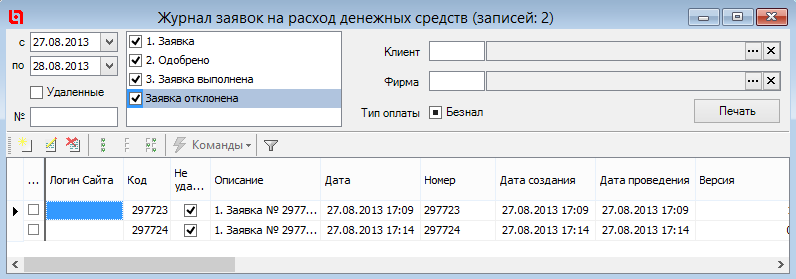 Журнал заявок на расход денежных средств (записей: 2)
с 27.08.2013
по 28.08.2013
Удаленные
№
1. Заявка
2. Одобрено
3. Заявка выполнена
Заявка отклонена
Клиент
Фирма
Тип оплаты Безнал
Печать
Команды
... Логин Сайта Код Не уда... Описание Дата Номер Дата создания Дата проведения Версия
297723 1. Заявка № 2977... 27.08.2013 17:09 297723 27.08.2013 17:09 27.08.2013 17:09
297724 1. Заявка № 2977... 27.08.2013 17:14 297724 27.08.2013 17:14 27.08.2013 17:14